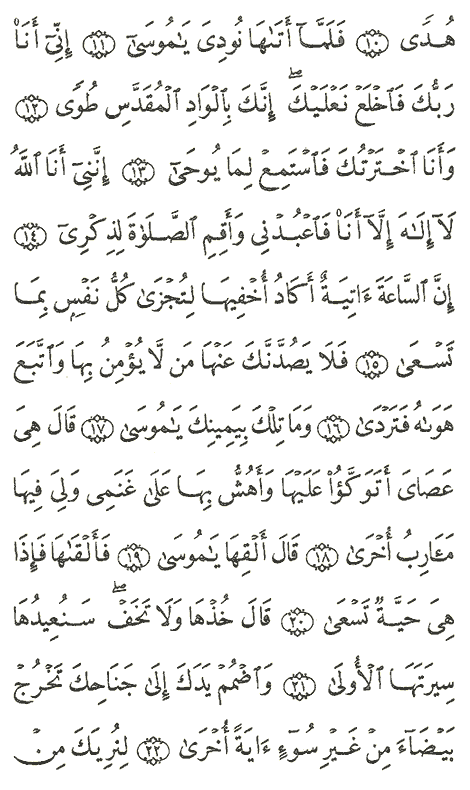 هُدًى ١٠ فَلَمَّآ أَتَىٰهَا نُودِىَ يَـٰمُوسَىٰٓ ١١ إِنِّىٓ أَنَا۠
رَبُّكَ فَٱخْلَعْ نَعْلَيْكَ ۖ إِنَّكَ بِٱلْوَادِ ٱلْمُقَدَّسِ طُوًى ١٢
وَأَنَا ٱخْتَرْتُكَ فَٱسْتَمِعْ لِمَا يُوحَىٰٓ ١٣ إِنَّنِىٓ أَنَا ٱللَّهُ
لَآ إِلَـٰهَ إِلَّآ أَنَا۠ فَٱعْبُدْنِى وَأَقِمِ ٱلصَّلَوٰةَ لِذِكْرِىٓ ١٤
إِنَّ ٱلسَّاعَةَ ءَاتِيَةٌ أَكَادُ أُخْفِيهَا لِتُجْزَىٰ كُلُّ نَفْسٍۭ بِمَا
تَسْعَىٰ ١٥ فَلَا يَصُدَّنَّكَ عَنْهَا مَن لَّا يُؤْمِنُ بِهَا وَٱتَّبَعَ
هَوَىٰهُ فَتَرْدَىٰ ١٦ وَمَا تِلْكَ بِيَمِينِكَ يَـٰمُوسَىٰ ١٧ قَالَ هِىَ
عَصَاىَ أَتَوَكَّؤُا۟ عَلَيْهَا وَأَهُشُّ بِهَا عَلَىٰ غَنَمِى وَلِىَ فِيهَا
مَـَٔارِبُ أُخْرَىٰ ١٨ قَالَ أَلْقِهَا يَـٰمُوسَىٰ ١٩ فَأَلْقَىٰهَا فَإِذَا
هِىَ حَيَّةٌ تَسْعَىٰ ٢٠ قَالَ خُذْهَا وَلَا تَخَفْ ۖ سَنُعِيدُهَا
سِيرَتَهَا ٱلْأُولَىٰ ٢١ وَٱضْمُمْ يَدَكَ إِلَىٰ جَنَاحِكَ تَخْرُجْ
بَيْضَآءَ مِنْ غَيْرِ سُوٓءٍ ءَايَةً أُخْرَىٰ ٢٢ لِنُرِيَكَ مِنْ